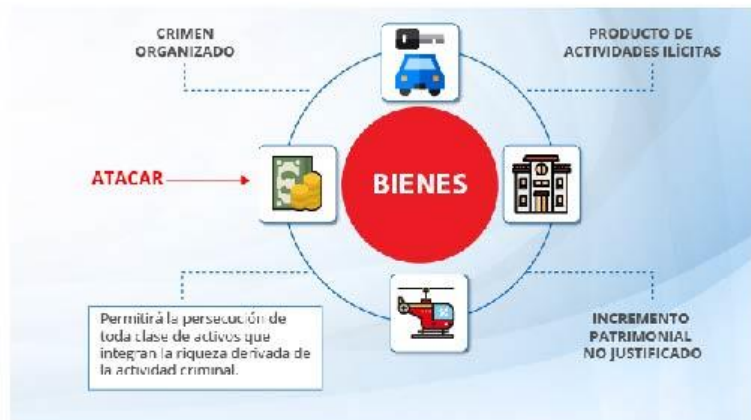 CRIMEN
ORGANIZADO
PRODUCTO DE
ACTIVIDADES ILÍCITAS
ATACAR
BIENES
Permitirá la persecución de
toda clase de activos que
integran la riqueza derivada de
la actividad criminal.
INCREMENTO
PATRIMONIAL
NO JUSTIFICADO